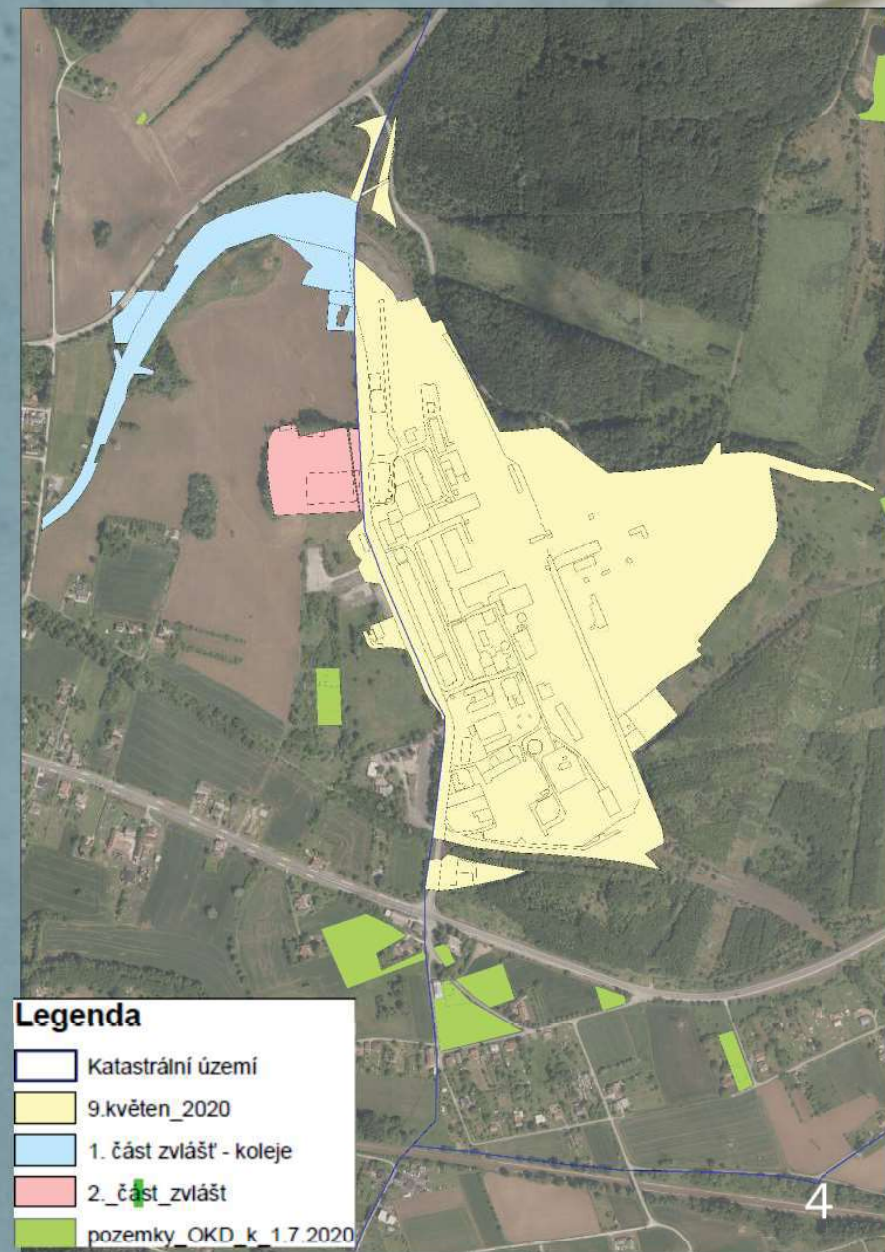 Legenda
Katastrální území
9.květen_2020
1. část zvlášť - koleje
2._část_zvlášt
pozemky_OKD_k_1.7.2020
4